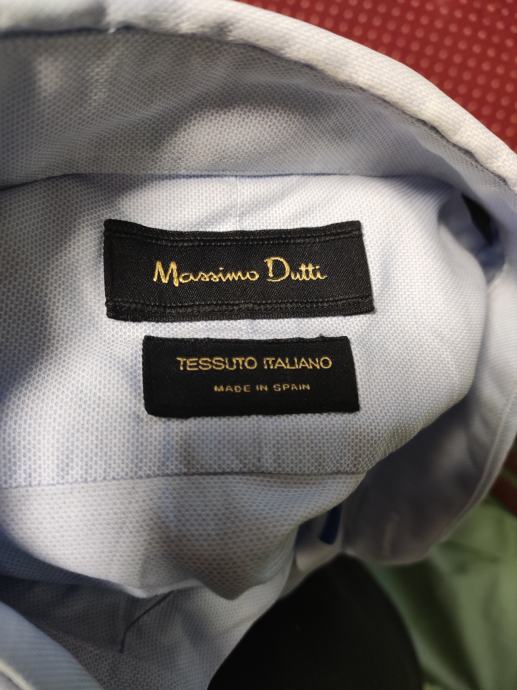 Massimo Dutti
TESSUTO ITALIANO
MADE IN SPAIN